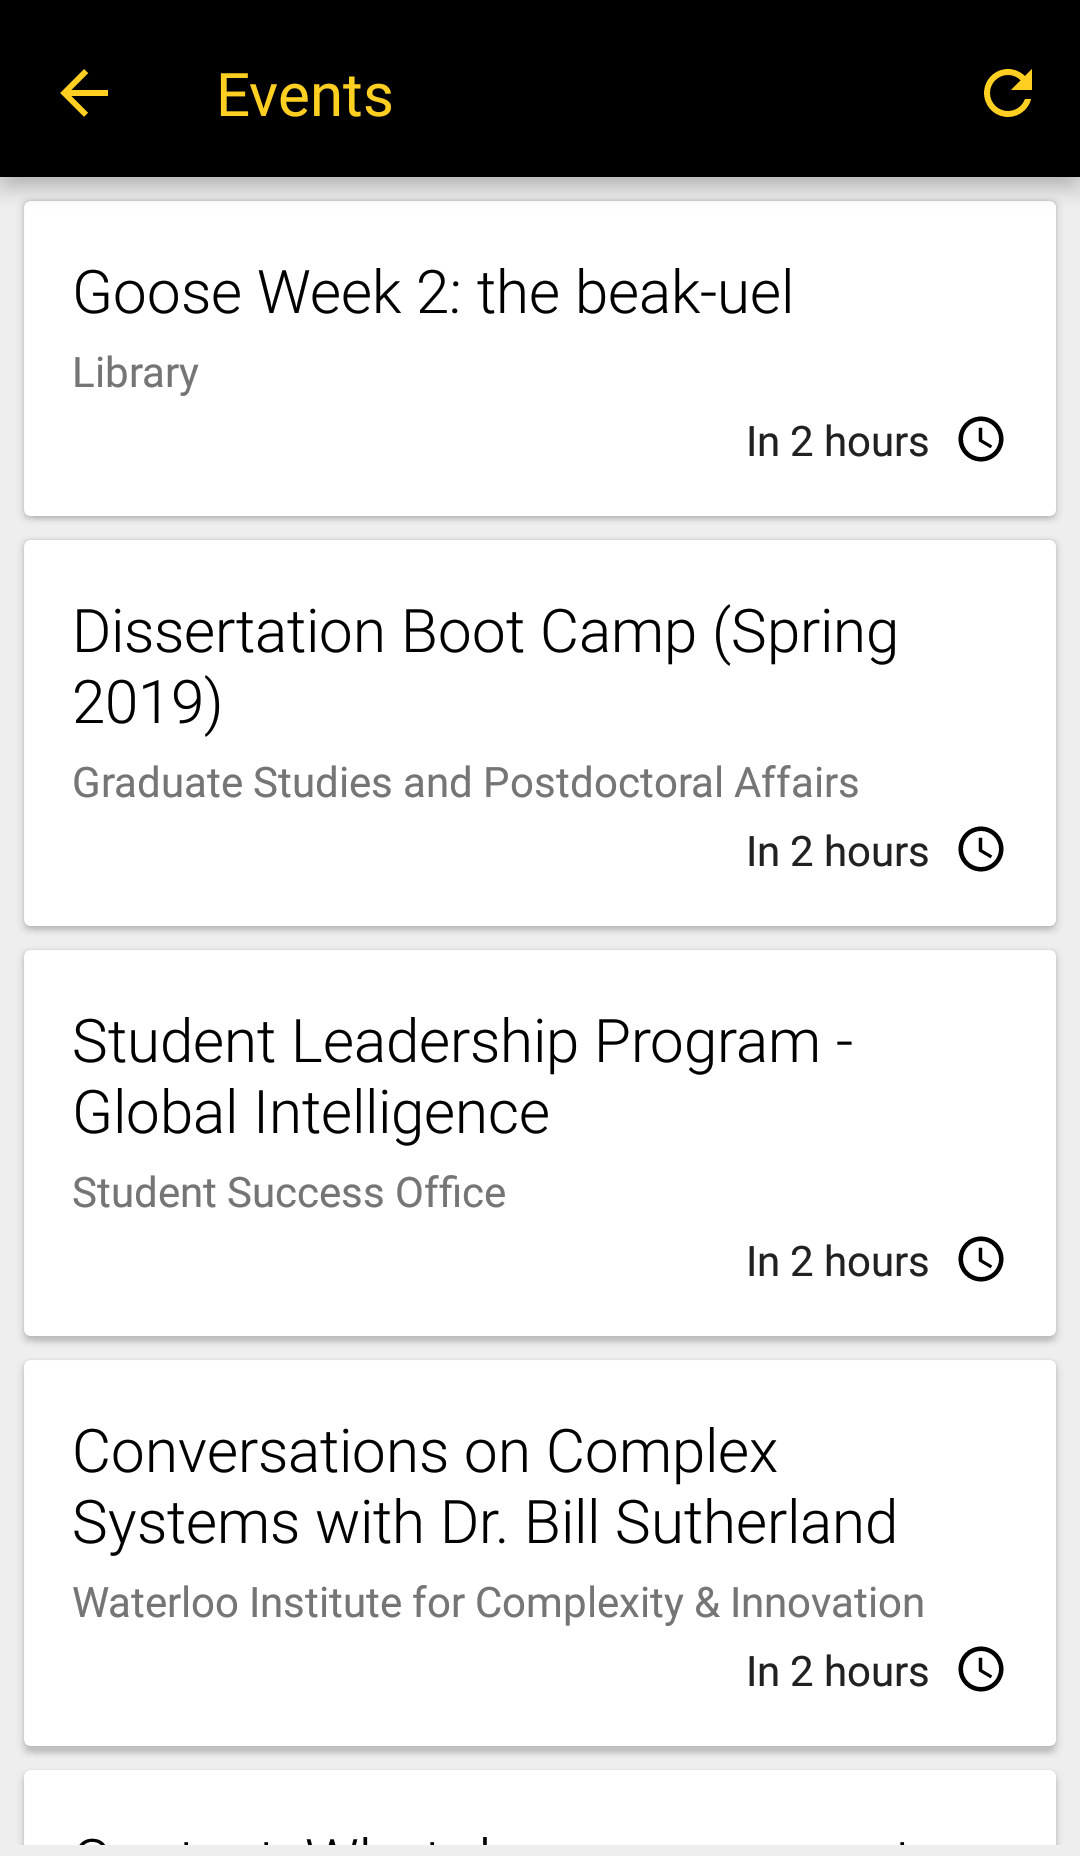 Events
Goose Week 2: the beak-uel
Library
In 2 hours
Dissertation Boot Camp (Spring
2019)
Graduate Studies and Postdoctoral Affairs
In 2 hours
Student Leadership Program -
Global Intelligence
Student Success Office
In 2 hours
Conversations on Complex
Systems with Dr. Bill Sutherland
Waterloo Institute for Complexity & Innovation
In 2 hours